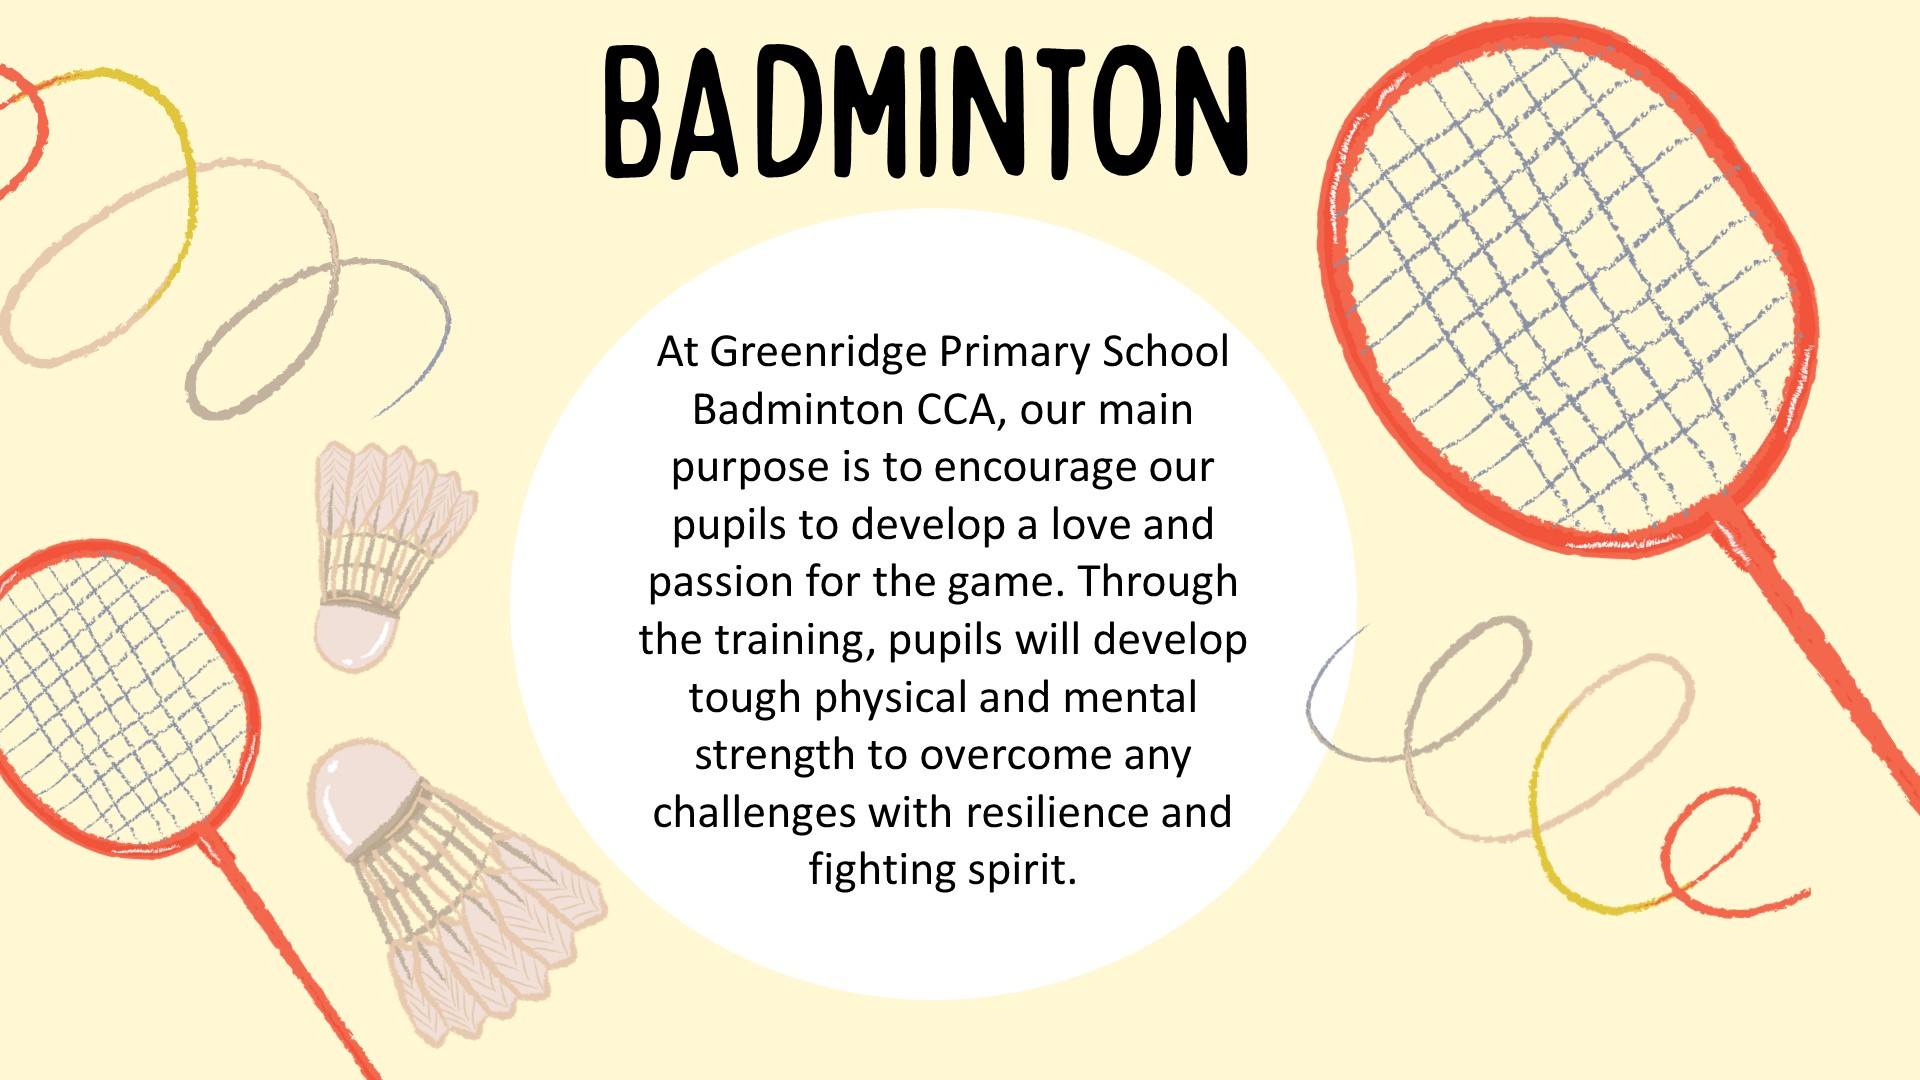 BADMINTON
At Greenridge Primary School
Badminton CCA, our main
purpose is to encourage our
pupils to develop a love and
passion for the game. Through
the training, pupils will develop
tough physical and mental
strength to overcome any
challenges with resilience and
fighting spirit.